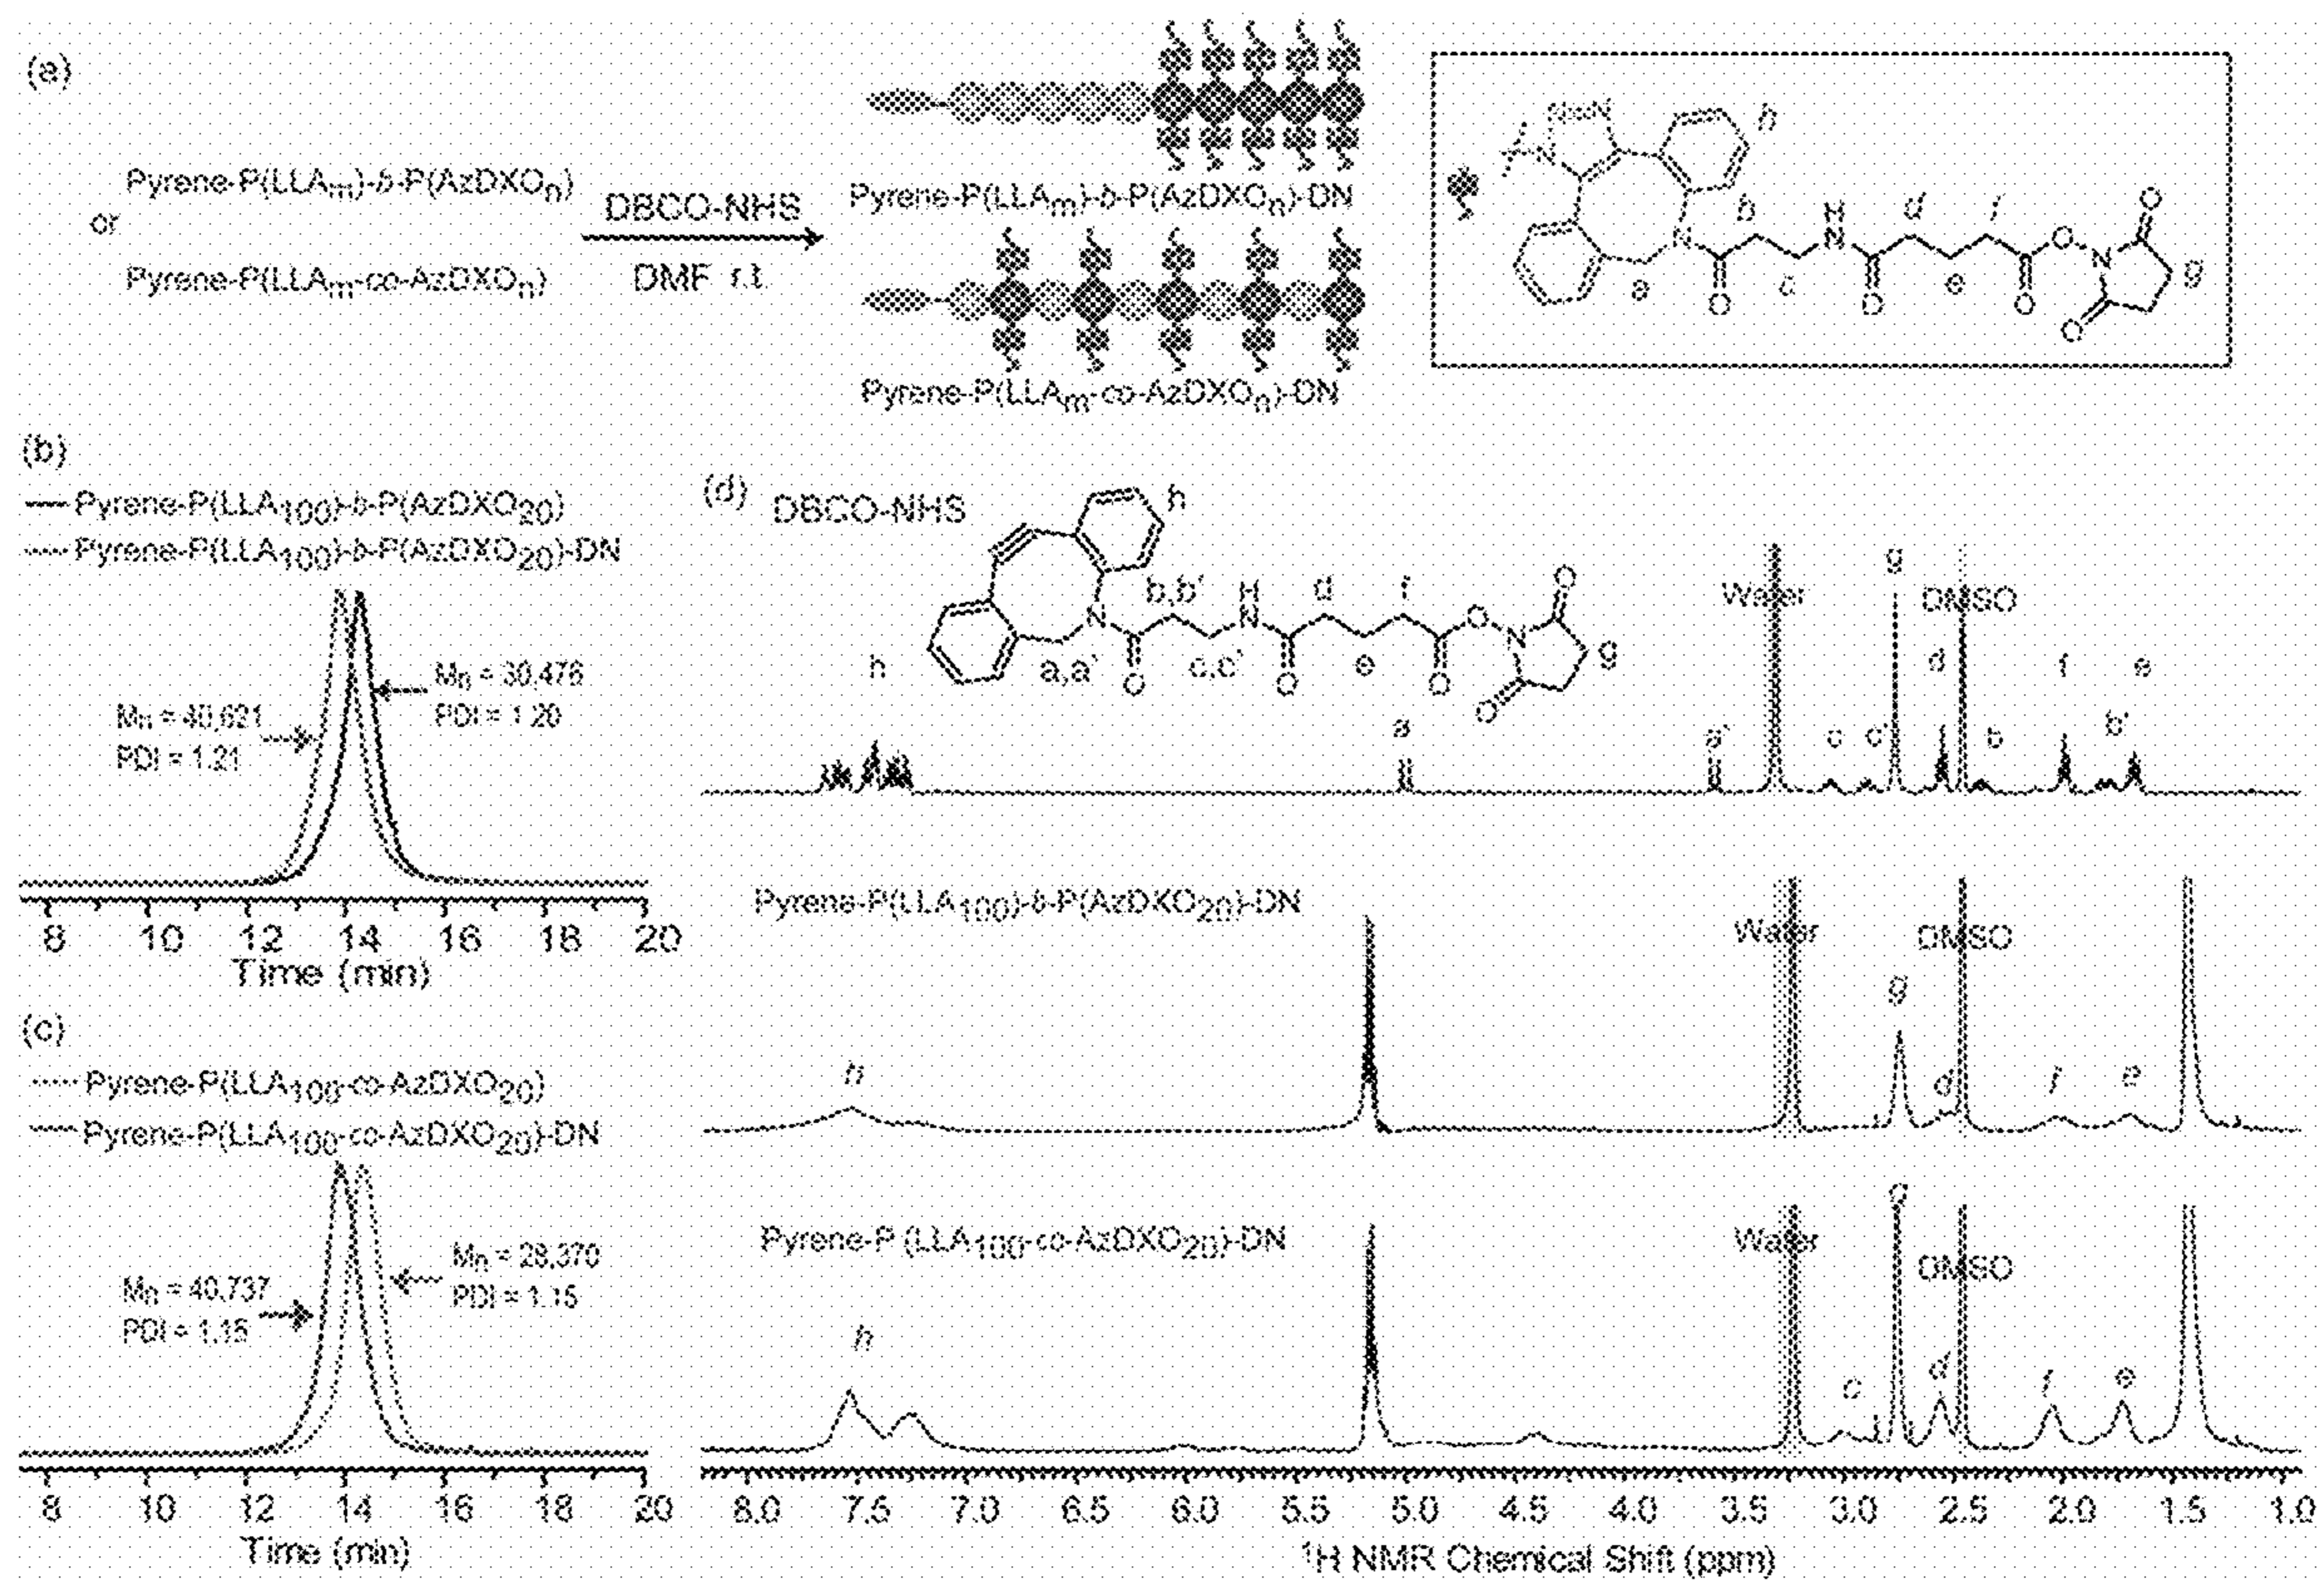 (a)
Pyrene-P(LLAm)-b-P(AzDXOn)
or
Pyrene-P(LLAm-co-AzDXOn)
DBCO-NHS
DMF r.t.
Pyrene-P(LLAm)-b-P(AzDXOn)-DN
Pyrene-P(LLAm-co-AzDXOn)-DN
N=N
N
h
N
a
b
c
H
N
d
e
f
O
O
O
O
N
O
O
g
(b)
Pyrene-P(LLA100)-b-P(AzDXO20)
Pyrene-P(LLA100)-b-P(AzDXO20)-DN
Mn = 30,476
PDI = 1.20
Mn = 40,621
PDI = 1.21
8 10 12 14 16 18 20
Time (min)
(c)
Pyrene-P(LLA100-co-AzDXO20)
Pyrene-P(LLA100-co-AzDXO20)-DN
Mn = 28,370
PDI = 1.15
Mn = 40,737
PDI = 1.15
8 10 12 14 16 18 20
Time (min)
(d) DBCO-NHS
h
h
N
a,a'
b,b'
c,c'
H
N
d
e
f
O
O
O
O
N
O
O
g
a
a'
Water
c
c'
g
d
DMSO
b
f
b'
e
Pyrene-P(LLA100)-b-P(AzDXO20)-DN
h
Water
g
d
DMSO
f
e
Pyrene-P (LLA100-co-AzDXO20)-DN
h
Water
c
g
d
DMSO
f
e
8.0 7.5 7.0 6.5 6.0 5.5 5.0 4.5 4.0 3.5 3.0 2.5 2.0 1.5 1.0
1H NMR Chemical Shift (ppm)